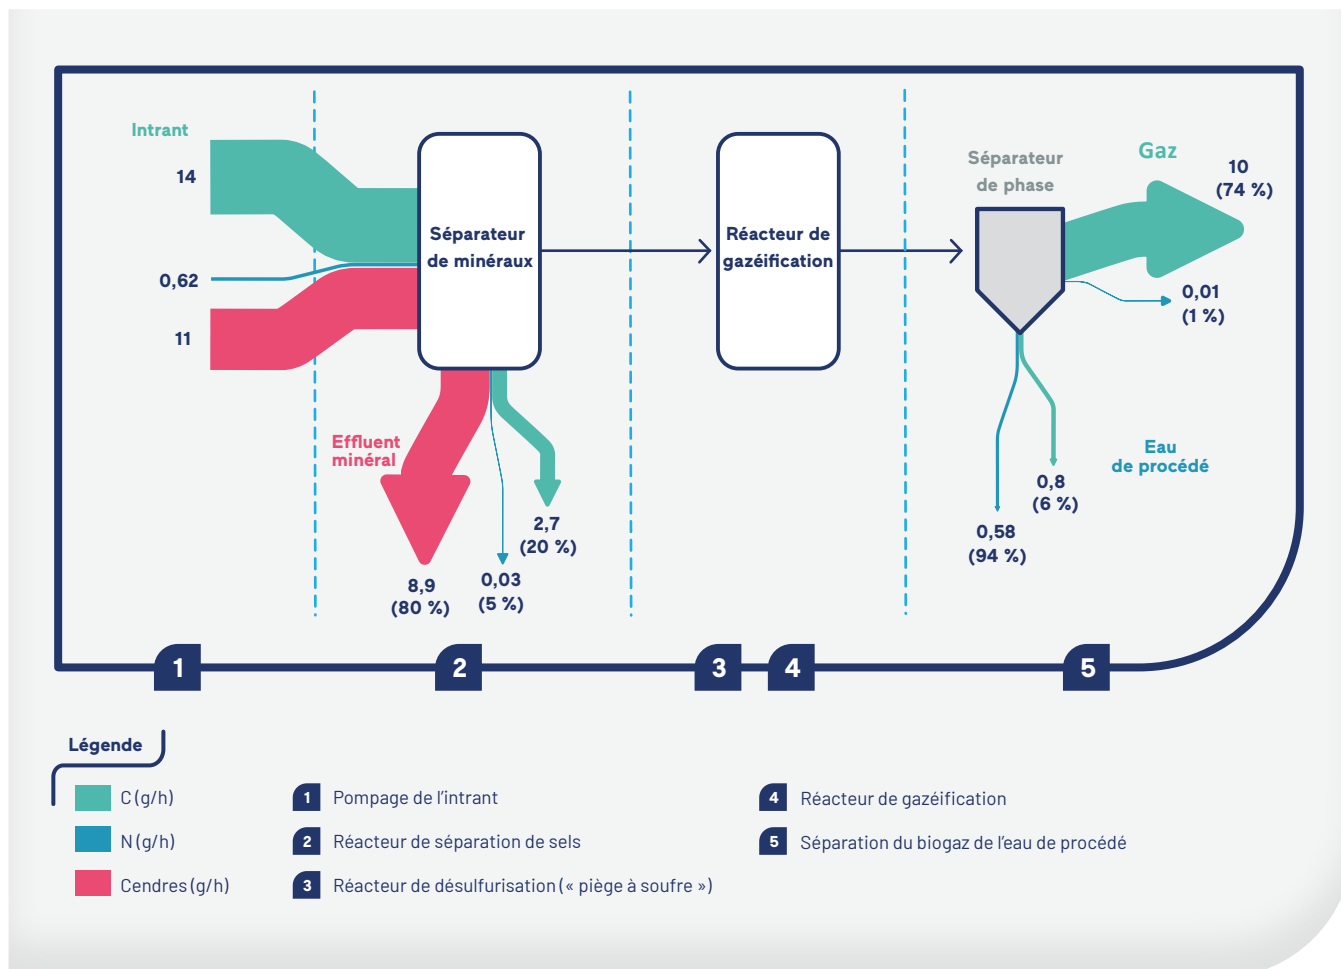 Intrant
14
0,62
11
Séparateur
de minéraux
Effluent
minéral
8,9
(80 %)
0,03
(5 %)
2,7
(20 %)
Réacteur de
gazéification
Séparateur
de phase
Gaz
10
(74 %)
0,01
(1 %)
Eau
de procédé
0,8
(6 %)
0,58
(94 %)
1
2
3
4
5
Légende
C (g/h)
N (g/h)
Cendres (g/h)
1 Pompage de l'intrant
2 Réacteur de séparation de sels
3 Réacteur de désulfurisation (« piège à soufre »)
4 Réacteur de gazéification
5 Séparation du biogaz de l'eau de procédé